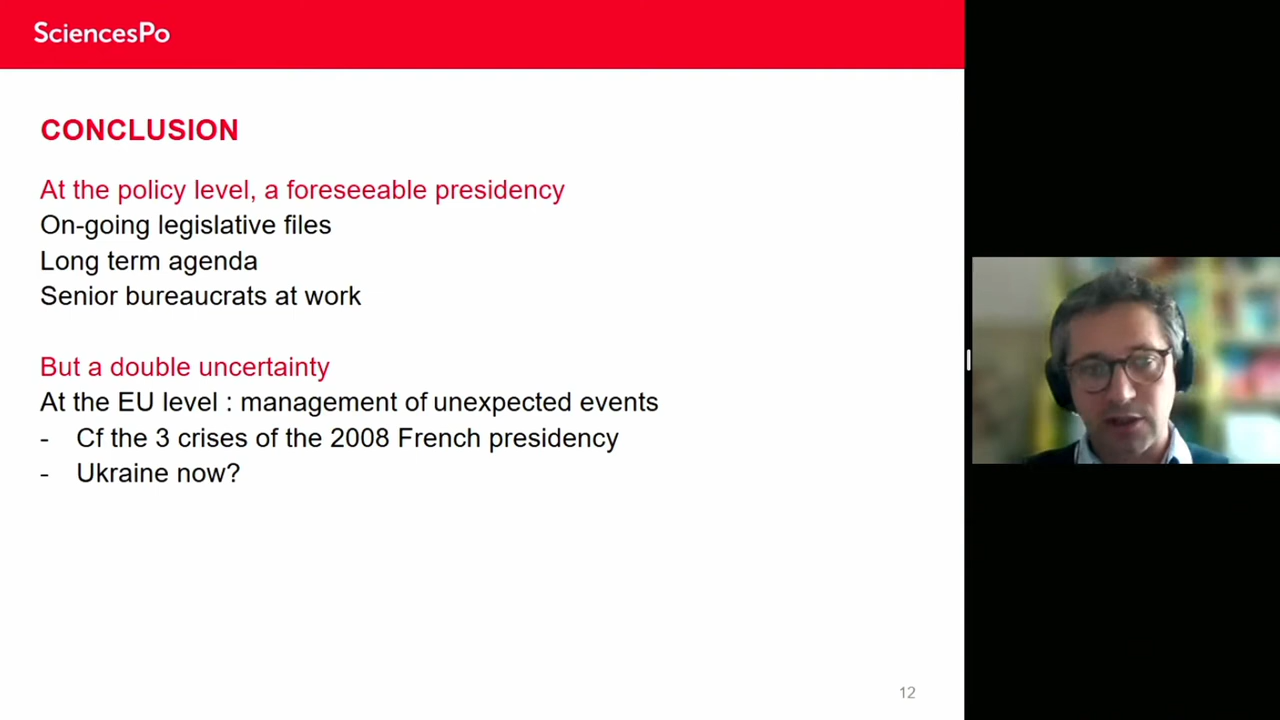 SciencesPo
CONCLUSION
At the policy level, a foreseeable presidency
On-going legislative files
Long term agenda
Senior bureaucrats at work
But a double uncertainty
At the EU level : management of unexpected events
- Cf the 3 crises of the 2008 French presidency
- Ukraine now?
12